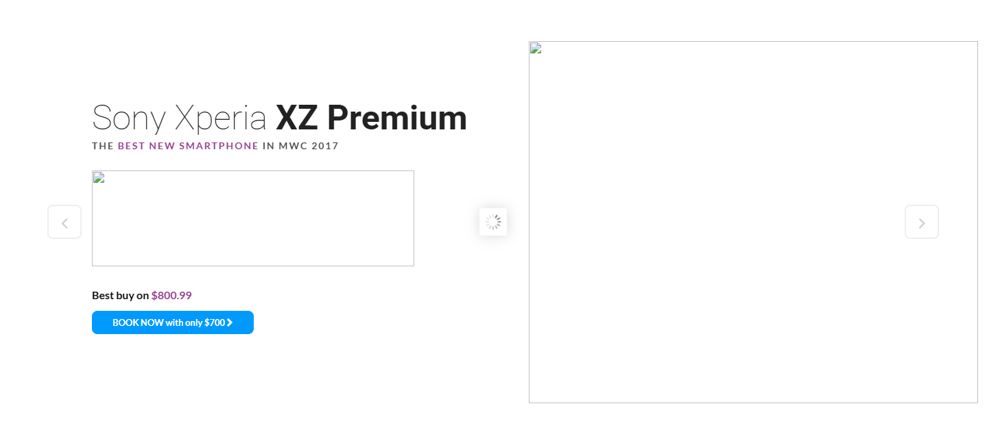 Sony Xperia XZ Premium
THE BEST NEW SMARTPHONE IN MWC 2017
Best buy on $800.99
BOOK NOW with only $700